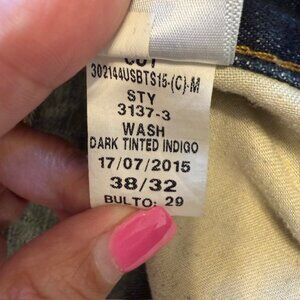 CUT
302144USBTS15-(C)-M
STY
3137-3
WASH
DARK TINTED INDIGO
17/07/2015
38/32
BULTO: 29